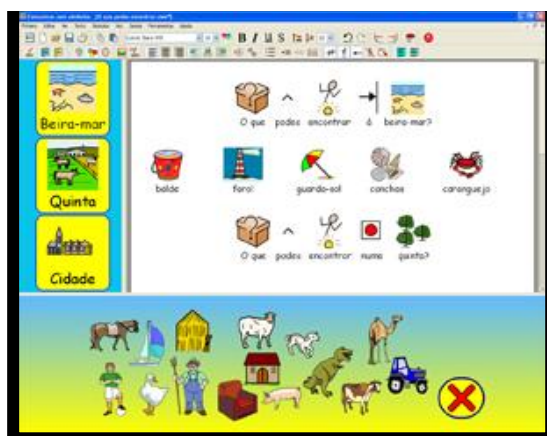 Beira-mar
Quinta
Cidade
O que podes encontrar à beira-mar?
balde farol guarda-sol conchas caranguejo
O que podes encontrar numa quinta?